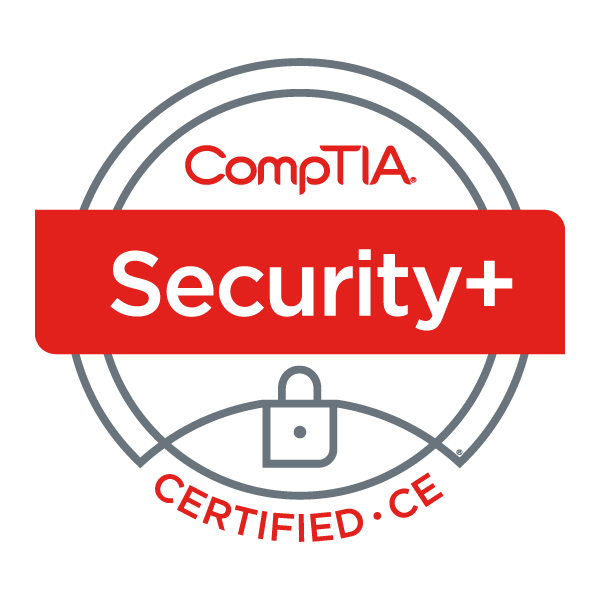 CompTIA®
Security+
®
CERTIFIED · CE